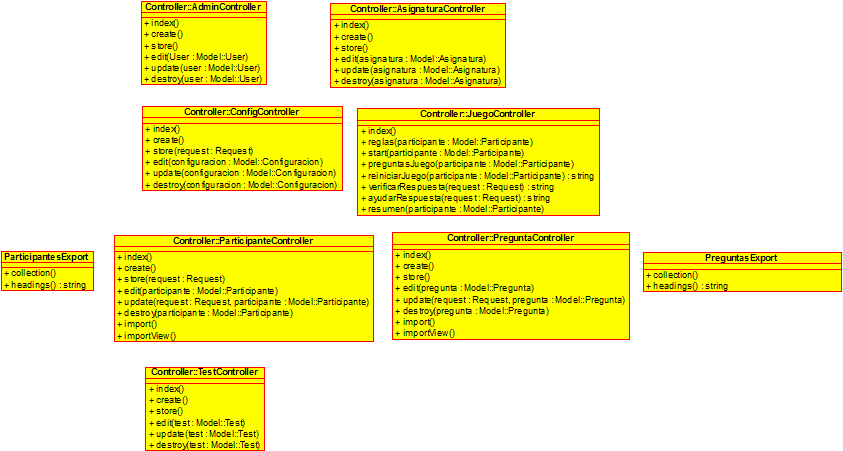 Controller::AdminController
+ index()
+ create()
+ store()
+ edit(User : Model::User)
+ update(user : Model::User)
+ destroy(user : Model::User)
Controller::AsignaturaController
+ index()
+ create()
+ store()
+ edit(asignatura : Model::Asignatura)
+ update(asignatura : Model::Asignatura)
+ destroy(asignatura : Model::Asignatura)
Controller::ConfigController
+ index()
+ create()
+ store(request : Request)
+ edit(configuracion : Model::Configuracion)
+ update(configuracion : Model::Configuracion)
+ destroy(configuracion : Model::Configuracion)
Controller::JuegoController
+ index()
+ reglas(participante : Model::Participante)
+ start(participante : Model::Participante)
+ preguntasJuego(participante : Model::Participante)
+ reiniciarJuego(participante : Model::Participante) : string
+ verificarRespuesta(request : Request) : string
+ ayudarRespuesta(request : Request) : string
+ resumen(participante : Model::Participante)
ParticipantesExport
+ collection()
+ headings() : string
Controller::ParticipanteController
+ index()
+ create()
+ store(request : Request)
+ edit(participante : Model::Participante)
+ update(request : Request, participante : Model::Participante)
+ destroy(participante : Model::Participante)
+ import()
+ importView()
Controller::PreguntaController
+ index()
+ create()
+ store()
+ edit(pregunta : Model::Pregunta)
+ update(request : Request, pregunta : Model::Pregunta)
+ destroy(pregunta : Model::Pregunta)
+ import()
+ importView()
PreguntasExport
+ collection()
+ headings() : string
Controller::TestController
+ index()
+ create()
+ store()
+ edit(test : Model::Test)
+ update(test : Model::Test)
+ destroy(test : Model::Test)